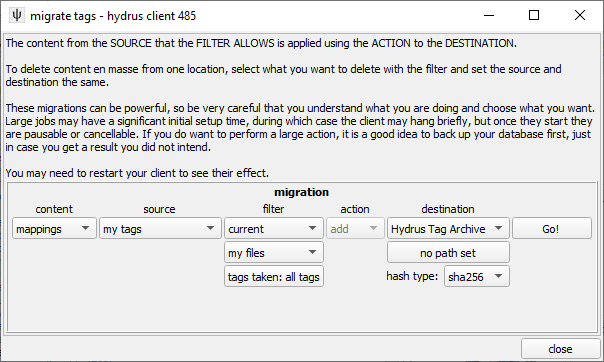 migrate tags - hydrus client 485
The content from the SOURCE that the FILTER ALLOWS is applied using the ACTION to the DESTINATION.
To delete content en masse from one location, select what you want to delete with the filter and set the source and
destination the same.
These migrations can be powerful, so be very careful that you understand what you are doing and choose what you want.
Large jobs may have a significant initial setup time, during which case the client may hang briefly, but once they start they
are pausable or cancellable. If you do want to perform a large action, it is a good idea to back up your database first, just
in case you get a result you did not intend.
You may need to restart your client to see their effect.
migration
content source filter action destination
mappings my tags current add Hydrus Tag Archive Go!
my files no path set
tags taken: all tags hash type: sha256
close